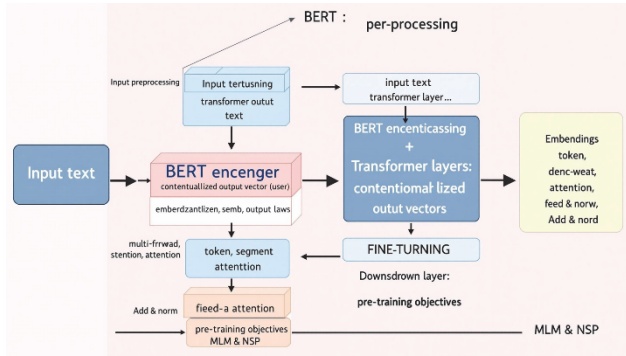 BERT :
per-processing
Input preprocessing
Input tertusning
transformer outut
text
input text
transformer layer...
Input text
BERT encenger
contentuallized output vector (user)
emberdzantlizen, semb, output laws
BERT encenticassing
+
Transformer layers:
contentiomat lized
outut vectors
Embendings
token,
denc-weat,
attention,
feed & norw,
Add & nord
multi-frrwad,
stention, attention
token, segment
attenttion
FINE-TURNING
Downsdrown layer:
pre-training objectives
Add & norm
fieed-a attention
pre-training objectives
MLM & NSP
MLM & NSP